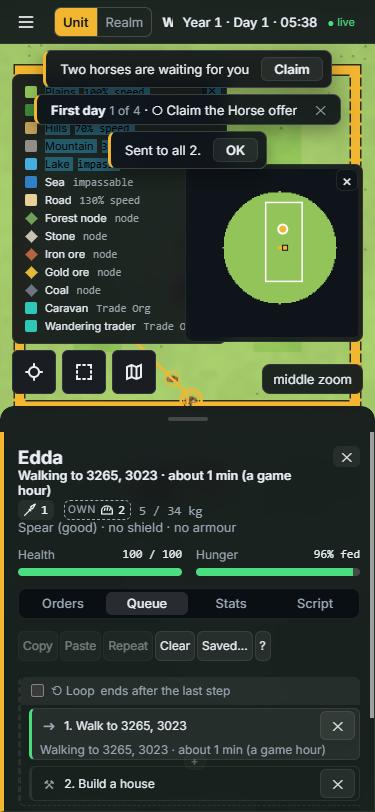 Unit Realm W Year 1 · Day 1 · 05:38 live
Two horses are waiting for you Claim
Plains 100% speed
First day 1 of 4 · Claim the Horse offer
Hills 70% speed
Mountain
Sent to all 2. OK
Lake
Sea impassable
Road 130% speed
Forest node node
Stone node
Iron ore node
Gold ore node
Coal node
Caravan Trade Org
Wandering trader Trade O
middle zoom
Edda
Walking to 3265, 3023 · about 1 min (a game hour)
1 OWN 2 5 / 34 kg
Spear (good) · no shield · no armour
Health 100 / 100 Hunger 96% fed
Orders Queue Stats Script
Copy Paste Repeat Clear Saved... ?
Loop ends after the last step
1. Walk to 3265, 3023
Walking to 3265, 3023 · about 1 min (a game hour)
+
2. Build a house